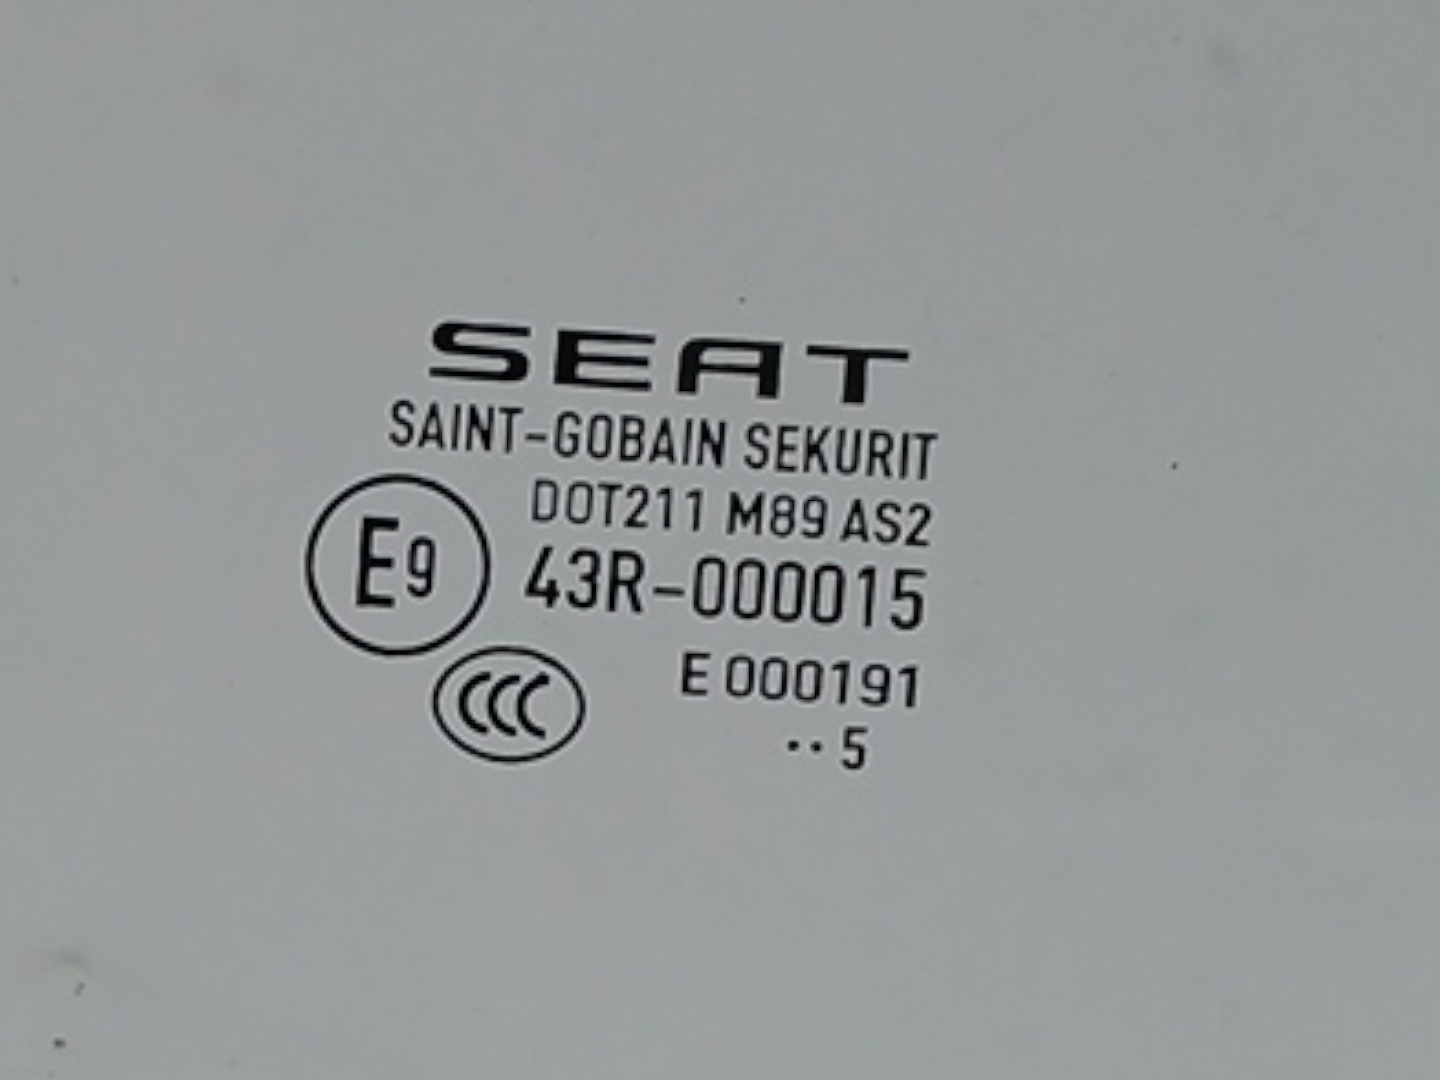 SEAT
SAINT-GOBAIN SEKURIT
DOT211 M89 AS2
E9 43R-000015
CCC E 000191
··5